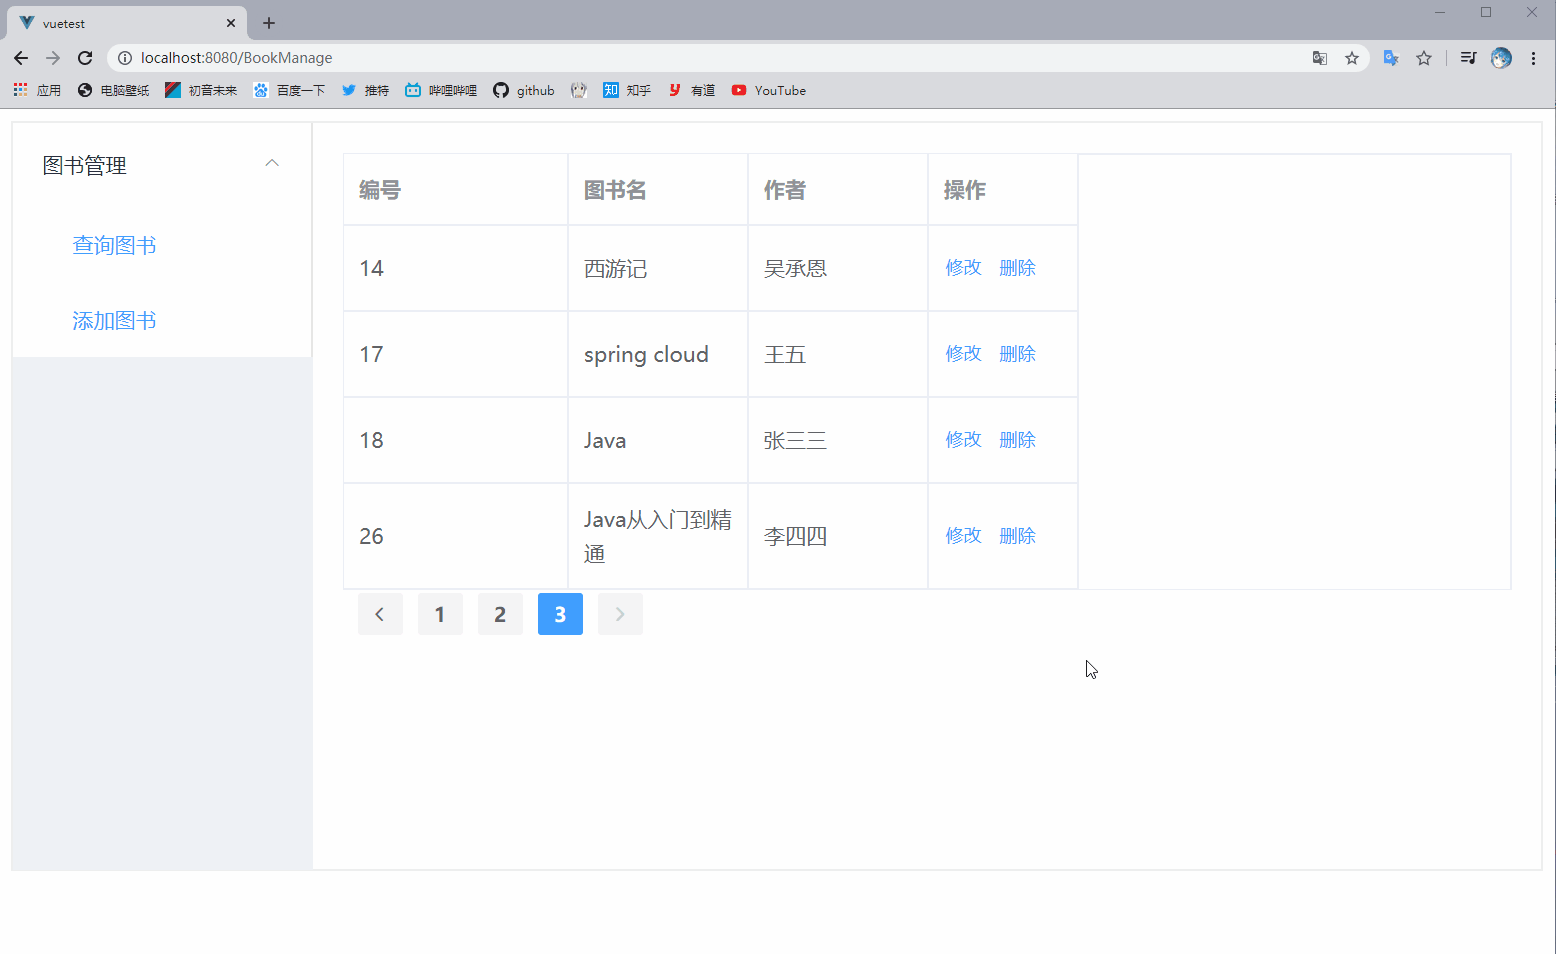 vuetest
localhost:8080/BookManage
应用 电脑壁纸 初音未来 百度一下 推特 哔哩哔哩 github 知 知乎 有道 YouTube
图书管理
查询图书
添加图书
编号 图书名 作者 操作
14 西游记 吴承恩 修改 删除
17 spring cloud 王五 修改 删除
18 Java 张三三 修改 删除
26 Java从入门到精
通 李四四 修改 删除
1 2 3